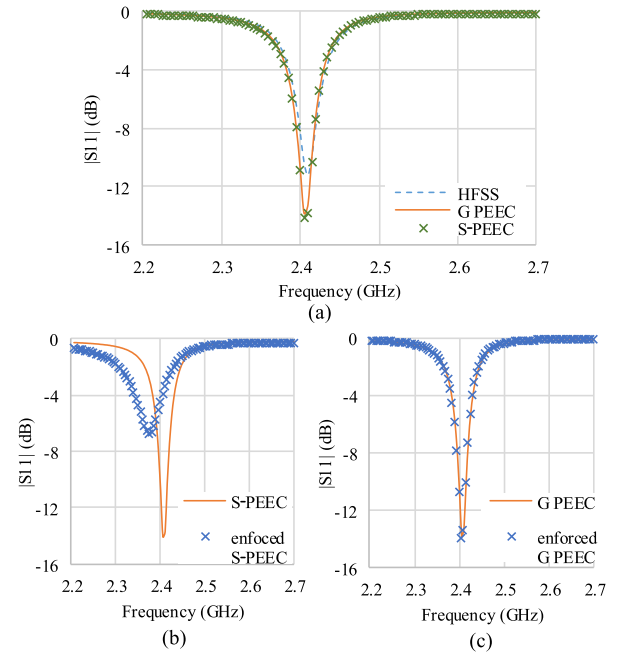 0
-4
-8
-12
-16
|S11| (dB)
HFSS
G PEEC
S-PEEC
2.2 2.3 2.4 2.5 2.6 2.7
Frequency (GHz)
(a)
0
-4
-8
-12
-16
|S11| (dB)
S-PEEC
enfoced
S-PEEC
2.2 2.3 2.4 2.5 2.6 2.7
Frequency (GHz)
(b)
0
-4
-8
-12
-16
|S11| (dB)
G PEEC
enforced
G PEEC
2.2 2.3 2.4 2.5 2.6 2.7
Frequency (GHz)
(c)